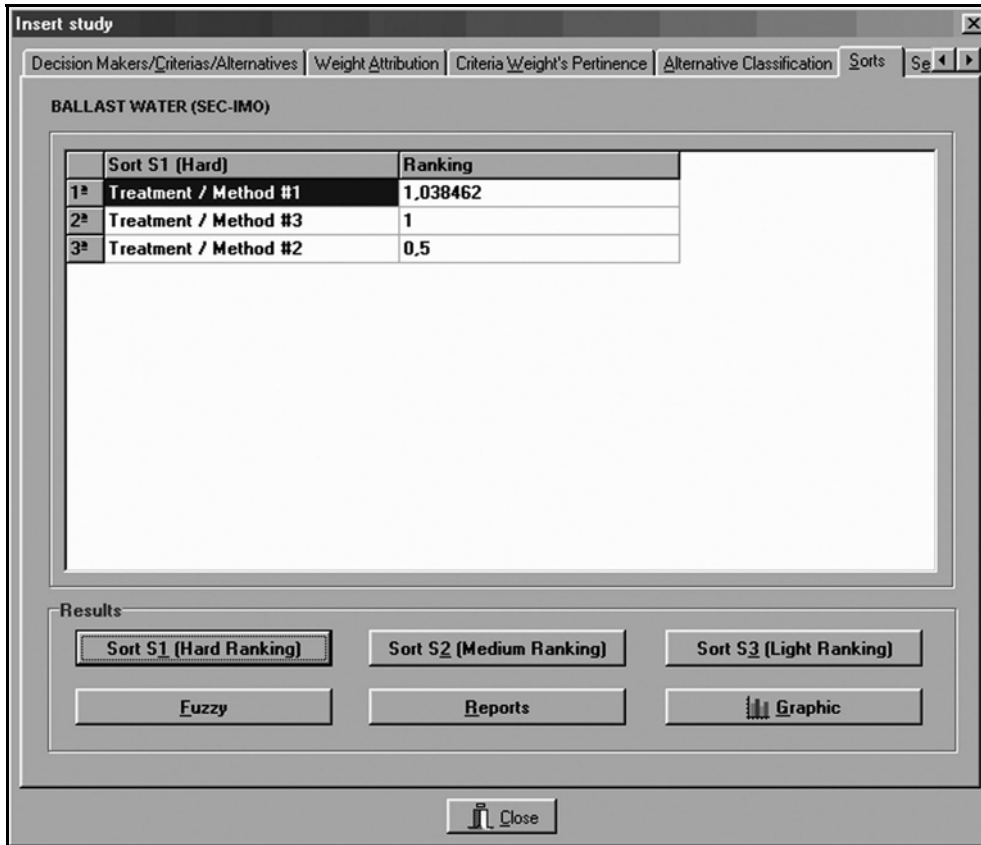 Insert study
Decision Makers/Criterias/Alternatives Weight Attribution Criteria Weight's Pertinence Alternative Classification Sorts Se
BALLAST WATER (SEC-IMO)
Sort S1 (Hard) Ranking
1ª Treatment / Method #1 1,038462
2ª Treatment / Method #3 1
3ª Treatment / Method #2 0,5
Results
Sort S1 (Hard Ranking) Sort S2 (Medium Ranking) Sort S3 (Light Ranking)
Fuzzy Reports Graphic
Close